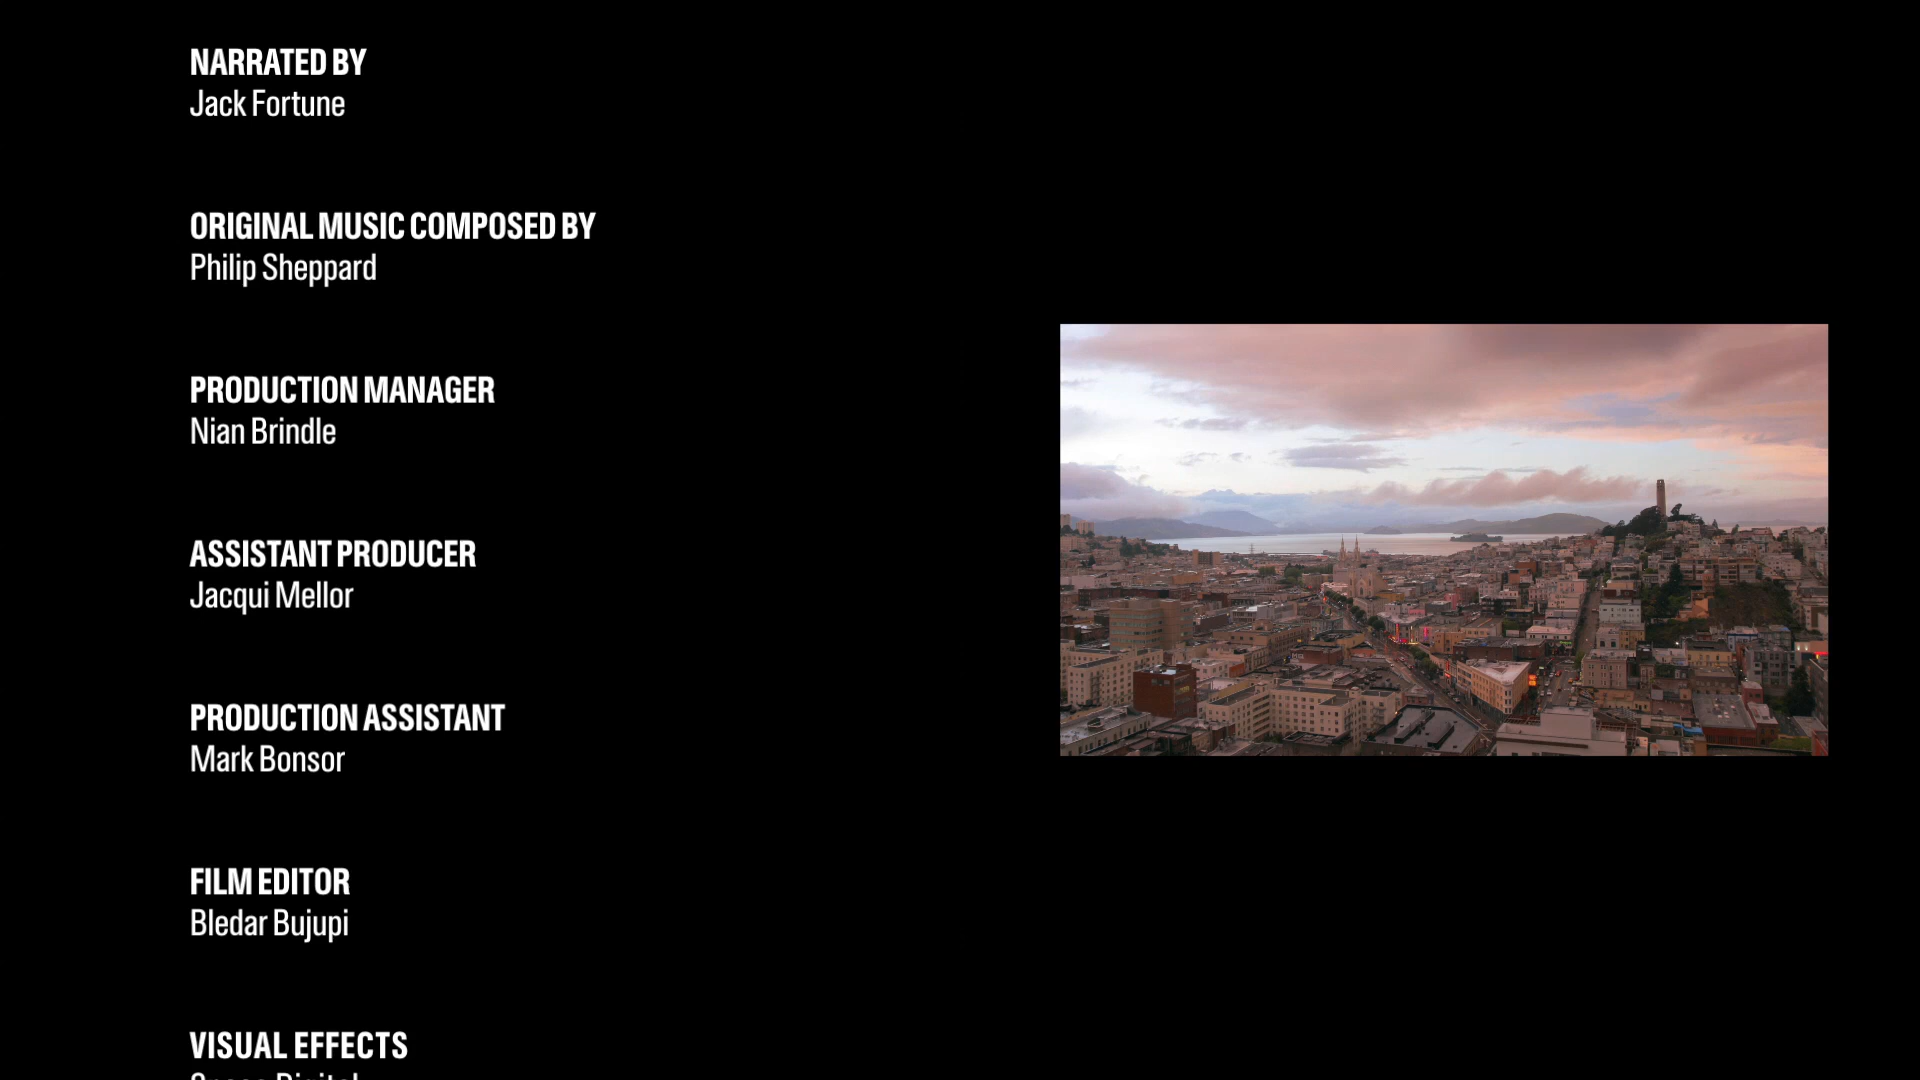 NARRATED BY
Jack Fortune
ORIGINAL MUSIC COMPOSED BY
Philip Sheppard
PRODUCTION MANAGER
Nian Brindle
ASSISTANT PRODUCER
Jacqui Mellor
PRODUCTION ASSISTANT
Mark Bonsor
FILM EDITOR
Bledar Bujupi
VISUAL EFFECTS